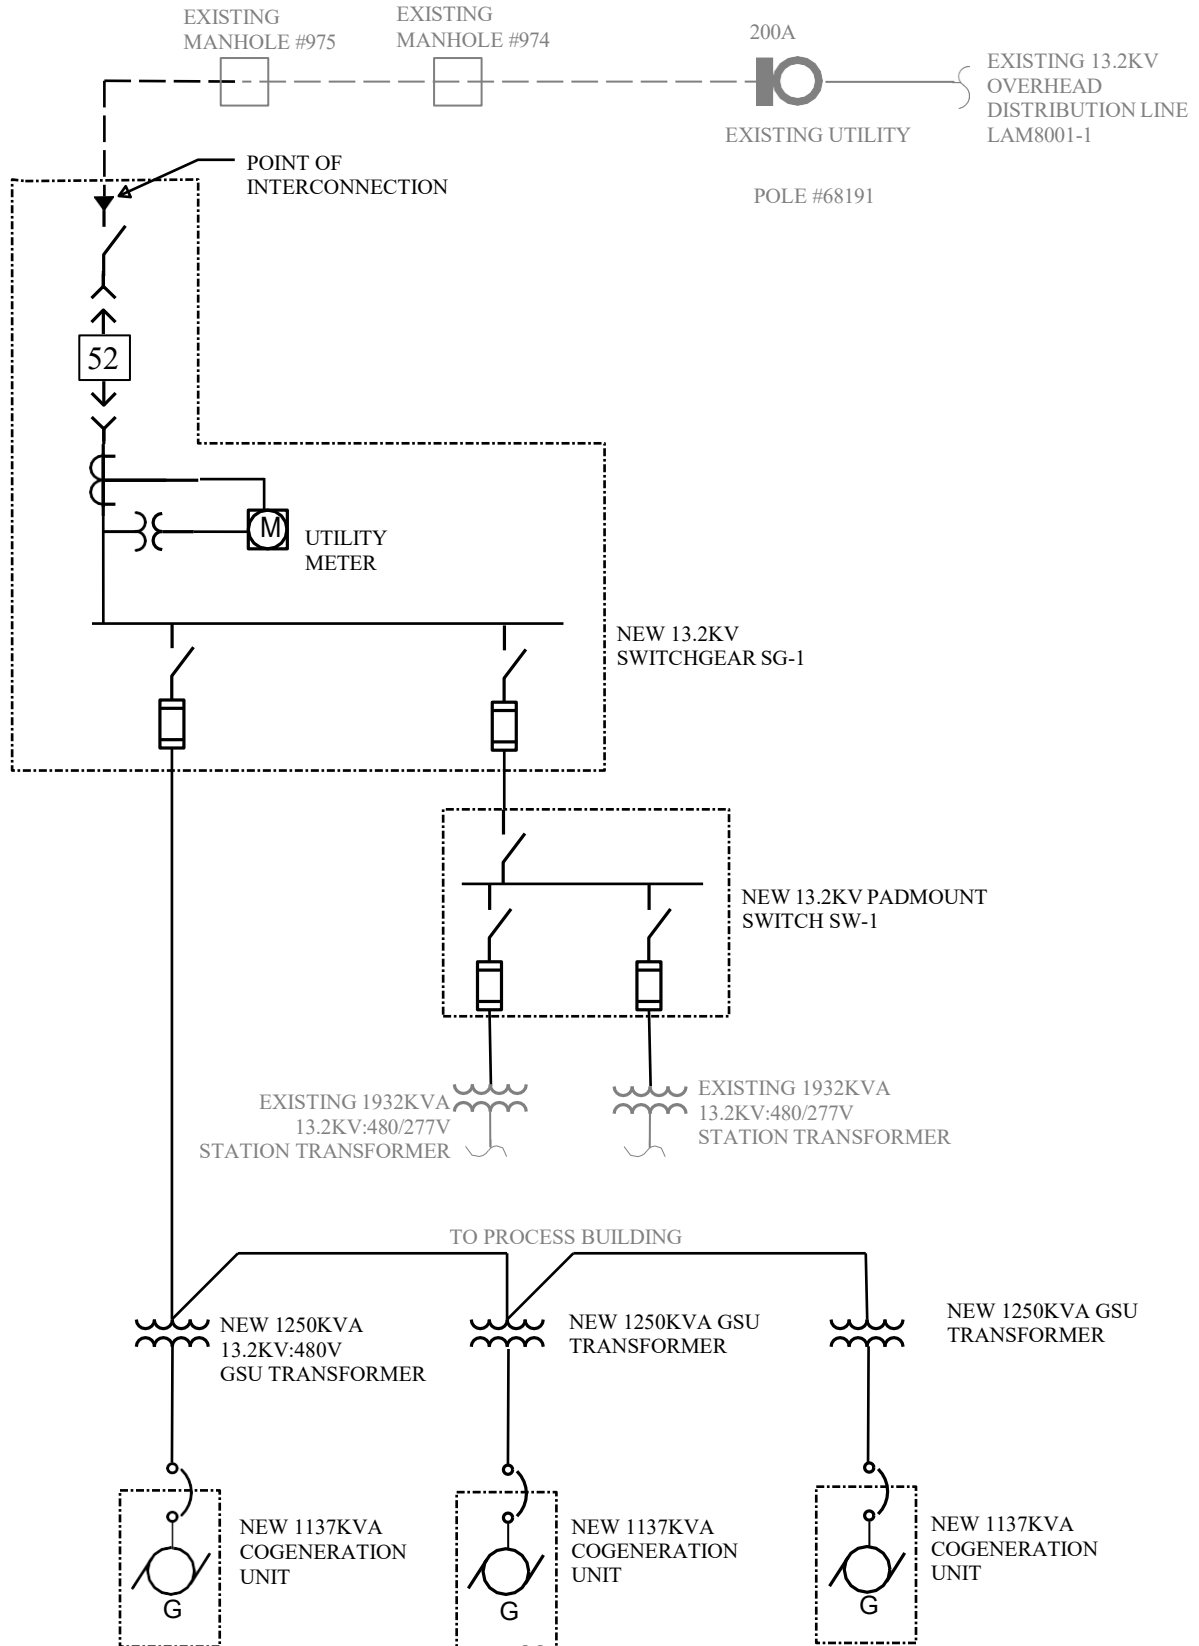 EXISTING
MANHOLE #975
EXISTING
MANHOLE #974
200A
EXISTING 13.2KV
OVERHEAD
DISTRIBUTION LINE
LAM8001-1
EXISTING UTILITY
POLE #68191
POINT OF
INTERCONNECTION
52
M
UTILITY
METER
NEW 13.2KV
SWITCHGEAR SG-1
NEW 13.2KV PADMOUNT
SWITCH SW-1
EXISTING 1932KVA
13.2KV:480/277V
STATION TRANSFORMER
EXISTING 1932KVA
13.2KV:480/277V
STATION TRANSFORMER
TO PROCESS BUILDING
NEW 1250KVA
13.2KV:480V
GSU TRANSFORMER
NEW 1250KVA GSU
TRANSFORMER
NEW 1250KVA GSU
TRANSFORMER
NEW 1137KVA
COGENERATION
UNIT
G
NEW 1137KVA
COGENERATION
UNIT
G
NEW 1137KVA
COGENERATION
UNIT
G